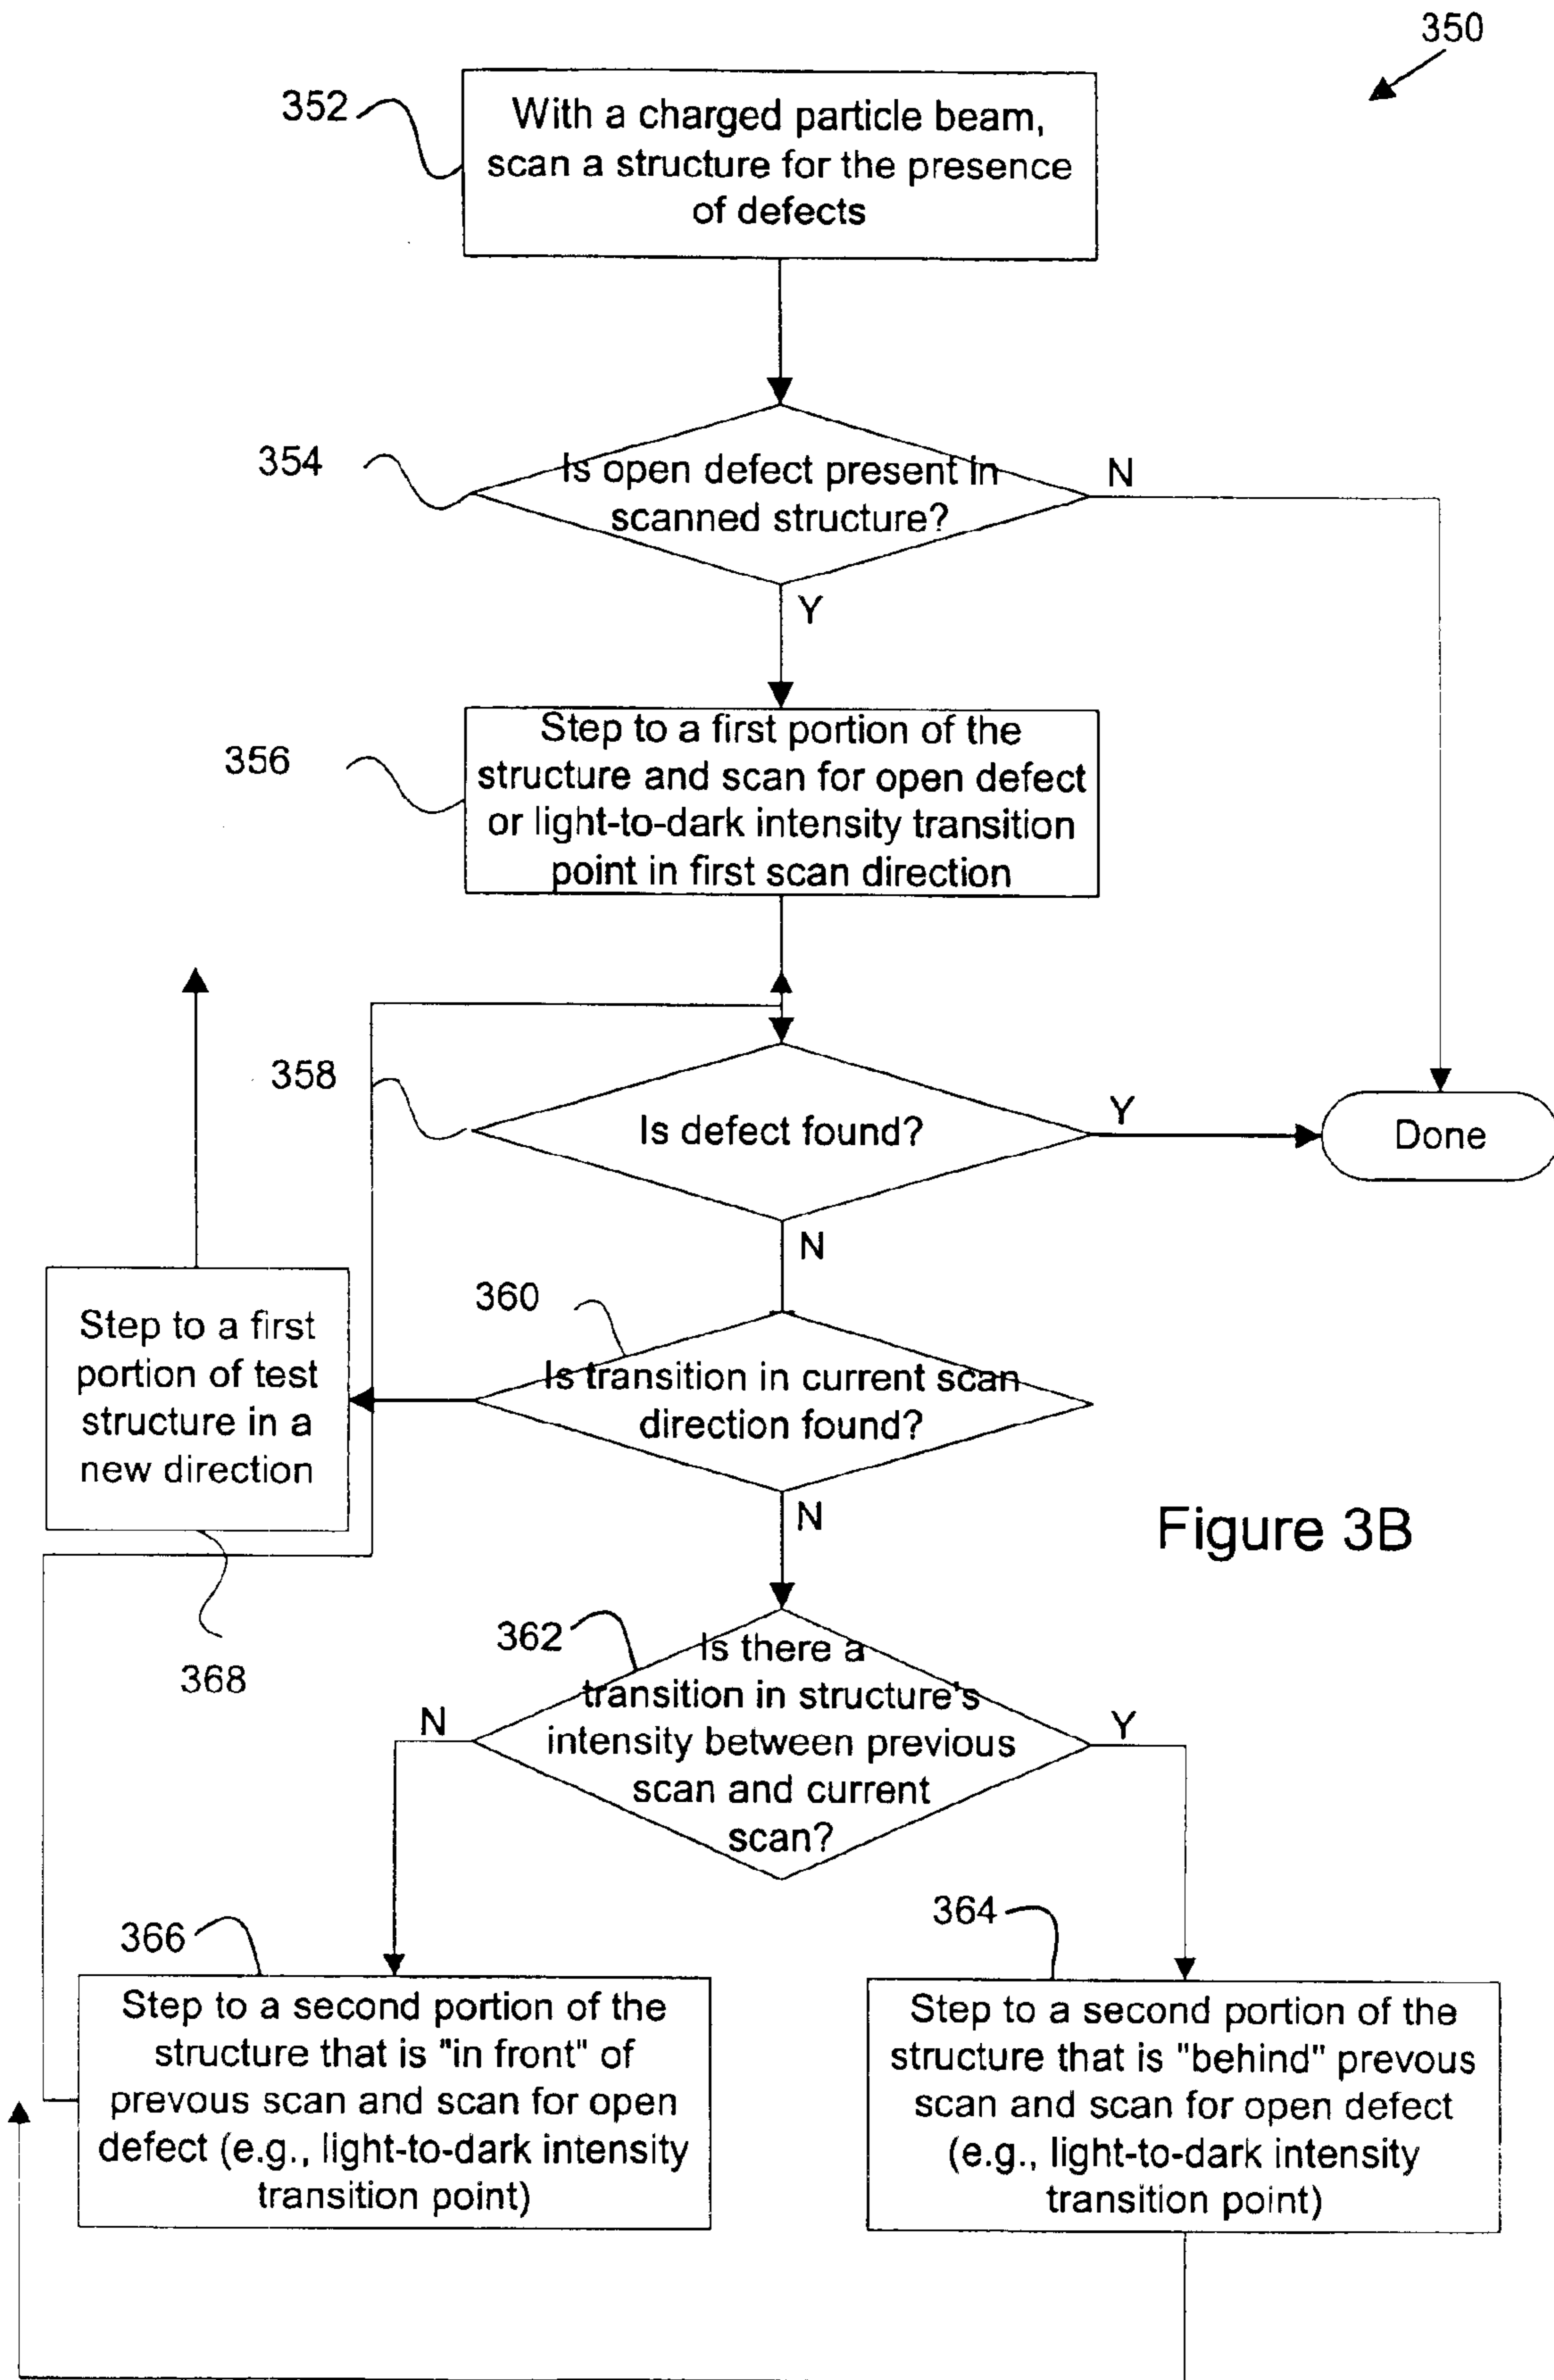 350
352
With a charged particle beam,
scan a structure for the presence
of defects
354
Is open defect present in
scanned structure?
N
Y
356
Step to a first portion of the
structure and scan for open defect
or light-to-dark intensity transition
point in first scan direction
358
Is defect found?
Y
Done
N
360
Is transition in current scan
direction found?
Step to a first
portion of test
structure in a
new direction
368
N
Figure 3B
362
Is there a
transition in structure's
intensity between previous
scan and current
scan?
N
Y
366
Step to a second portion of the
structure that is "in front" of
prevous scan and scan for open
defect (e.g., light-to-dark intensity
transition point)
364
Step to a second portion of the
structure that is "behind" prevous
scan and scan for open defect
(e.g., light-to-dark intensity
transition point)